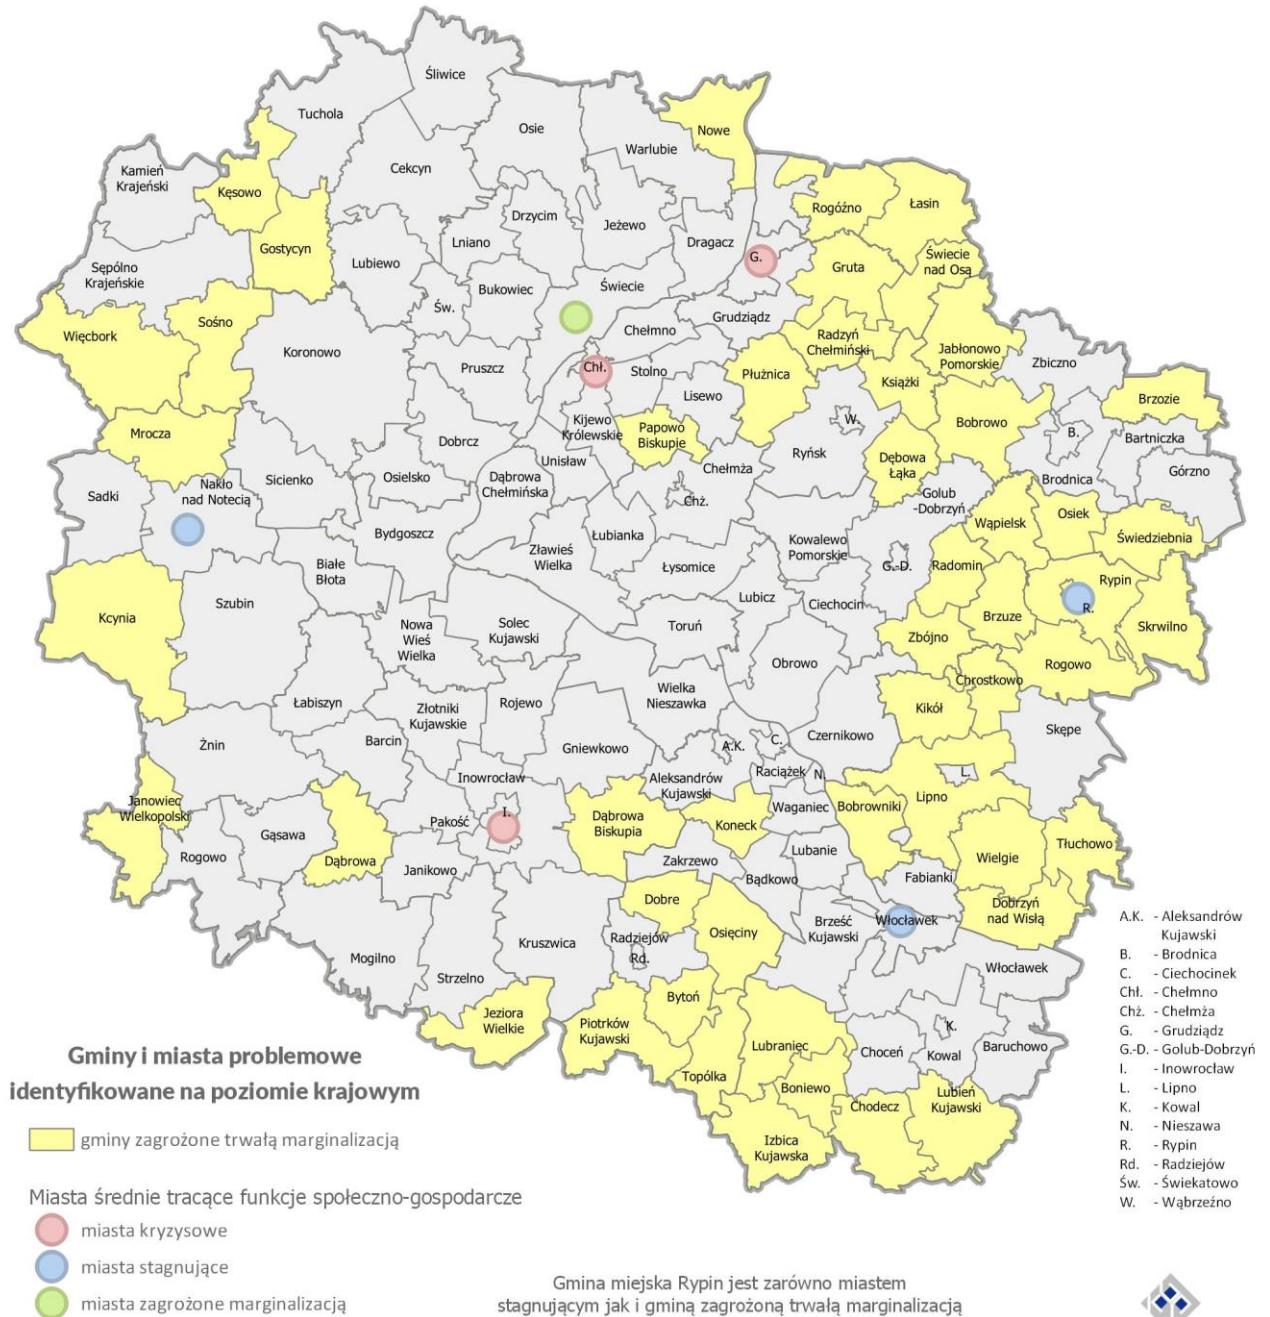 Śliwice
Tuchola
Osie
Nowe
Warlubie
Kamień
Krajeński
Cekcyn
Kęsowo
Rogóźno
Łasin
Drzycim
Jeżewo
Gostycyn
Lniano
Dragacz
Świecie
nad Osą
Sępólno
Krajeńskie
Lubiewo
G.
Gruta
Bukowiec
Świecie
Św.
Więcbork
Sośno
Grudziądz
Chełmno
Radzyń
Chełmiński
Jabłonowo
Pomorskie
Koronowo
Zbiczno
Pruszcz
Chł.
Stolno
Płużnica
Książki
Lisewo
Brzozie
Mrocza
Kijewo
Królewskie
Papowo
Biskupie
W.
Bobrowo
B.
Dobrcz
Bartniczka
Unisław
Ryńsk
Dębowa
Łąka
Chełmża
Górzno
Sadki
Nakło
nad Notecią
Sicienko
Osielsko
Dąbrowa
Chełmińska
Brodnica
Golub
-Dobrzyń
Chż.
Osiek
Wąpielsk
Bydgoszcz
Zławieś
Wielka
Łubianka
Kowalewo
Pomorskie
Świedziebnia
Białe
Błota
Łysomice
G.-D.
Radomin
Rypin
Szubin
Lubicz
Ciechocin
R.
Kcynia
Nowa
Wieś
Wielka
Solec
Kujawski
Toruń
Brzuze
Skrwilno
Zbójno
Obrowo
Rogowo
Chrostkowo
Wielka
Nieszawka
Łabiszyn
Złotniki
Kujawskie
Rojewo
Kikół
Skępe
Żnin
Barcin
Gniewkowo
A.K.
C.
Czernikowo
Inowrocław
Aleksandrów
Kujawski
Raciążek
N.
L.
Janowiec
Wielkopolski
Waganiec
Bobrowniki
Lipno
I.
Pakość
Dąbrowa
Biskupia
Koneck
Gąsawa
Rogowo
Dąbrowa
Janikowo
Zakrzewo
Lubanie
Wielgie
Tłuchowo
Bądkowo
Fabianki
Dobre
Dobrzyń
nad Wisłą
Brześć
Kujawski
Włocławek
Osięciny
Kruszwica
Radziejów
Rd.
Mogilno
Strzelno
Włocławek
Bytoń
Jeziora
Wielkie
Piotrków
Kujawski
K.
Lubraniec
Choceń
Kowal
Baruchowo
Topólka
Boniewo
Chodecz
Lubień
Kujawski
Izbica
Kujawska
A.K. - Aleksandrów
Kujawski
B. - Brodnica
C. - Ciechocinek
Chł. - Chełmno
Chż. - Chełmża
G. - Grudziądz
G.-D. - Golub-Dobrzyń
I. - Inowrocław
L. - Lipno
K. - Kowal
N. - Nieszawa
R. - Rypin
Rd. - Radziejów
Św. - Świekatowo
W. - Wąbrzeźno
Gminy i miasta problemowe
identyfikowane na poziomie krajowym
gminy zagrożone trwałą marginalizacją
Miasta średnie tracące funkcje społeczno-gospodarcze
miasta kryzysowe
miasta stagnujące
miasta zagrożone marginalizacją
Gmina miejska Rypin jest zarówno miastem
stagnującym jak i gminą zagrożoną trwałą marginalizacją